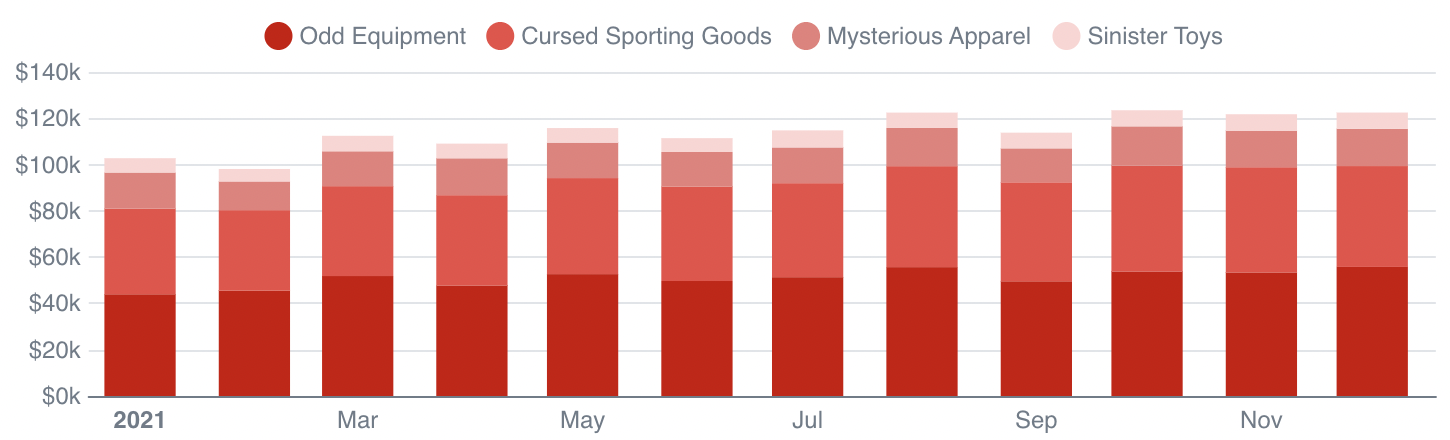 Odd Equipment Cursed Sporting Goods Mysterious Apparel Sinister Toys
$140k
$120k
$100k
$80k
$60k
$40k
$20k
$0k
2021 Mar May Jul Sep Nov